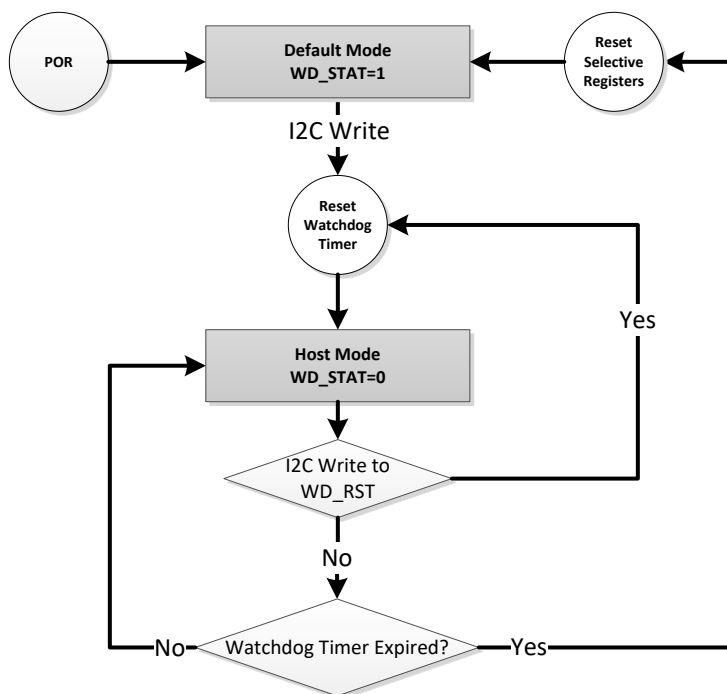 POR
Default Mode
WD_STAT=1
Reset
Selective
Registers
I2C Write
Reset
Watchdog
Timer
Yes
Host Mode
WD_STAT=0
I2C Write to
WD_RST
No
No
Watchdog Timer Expired?
Yes